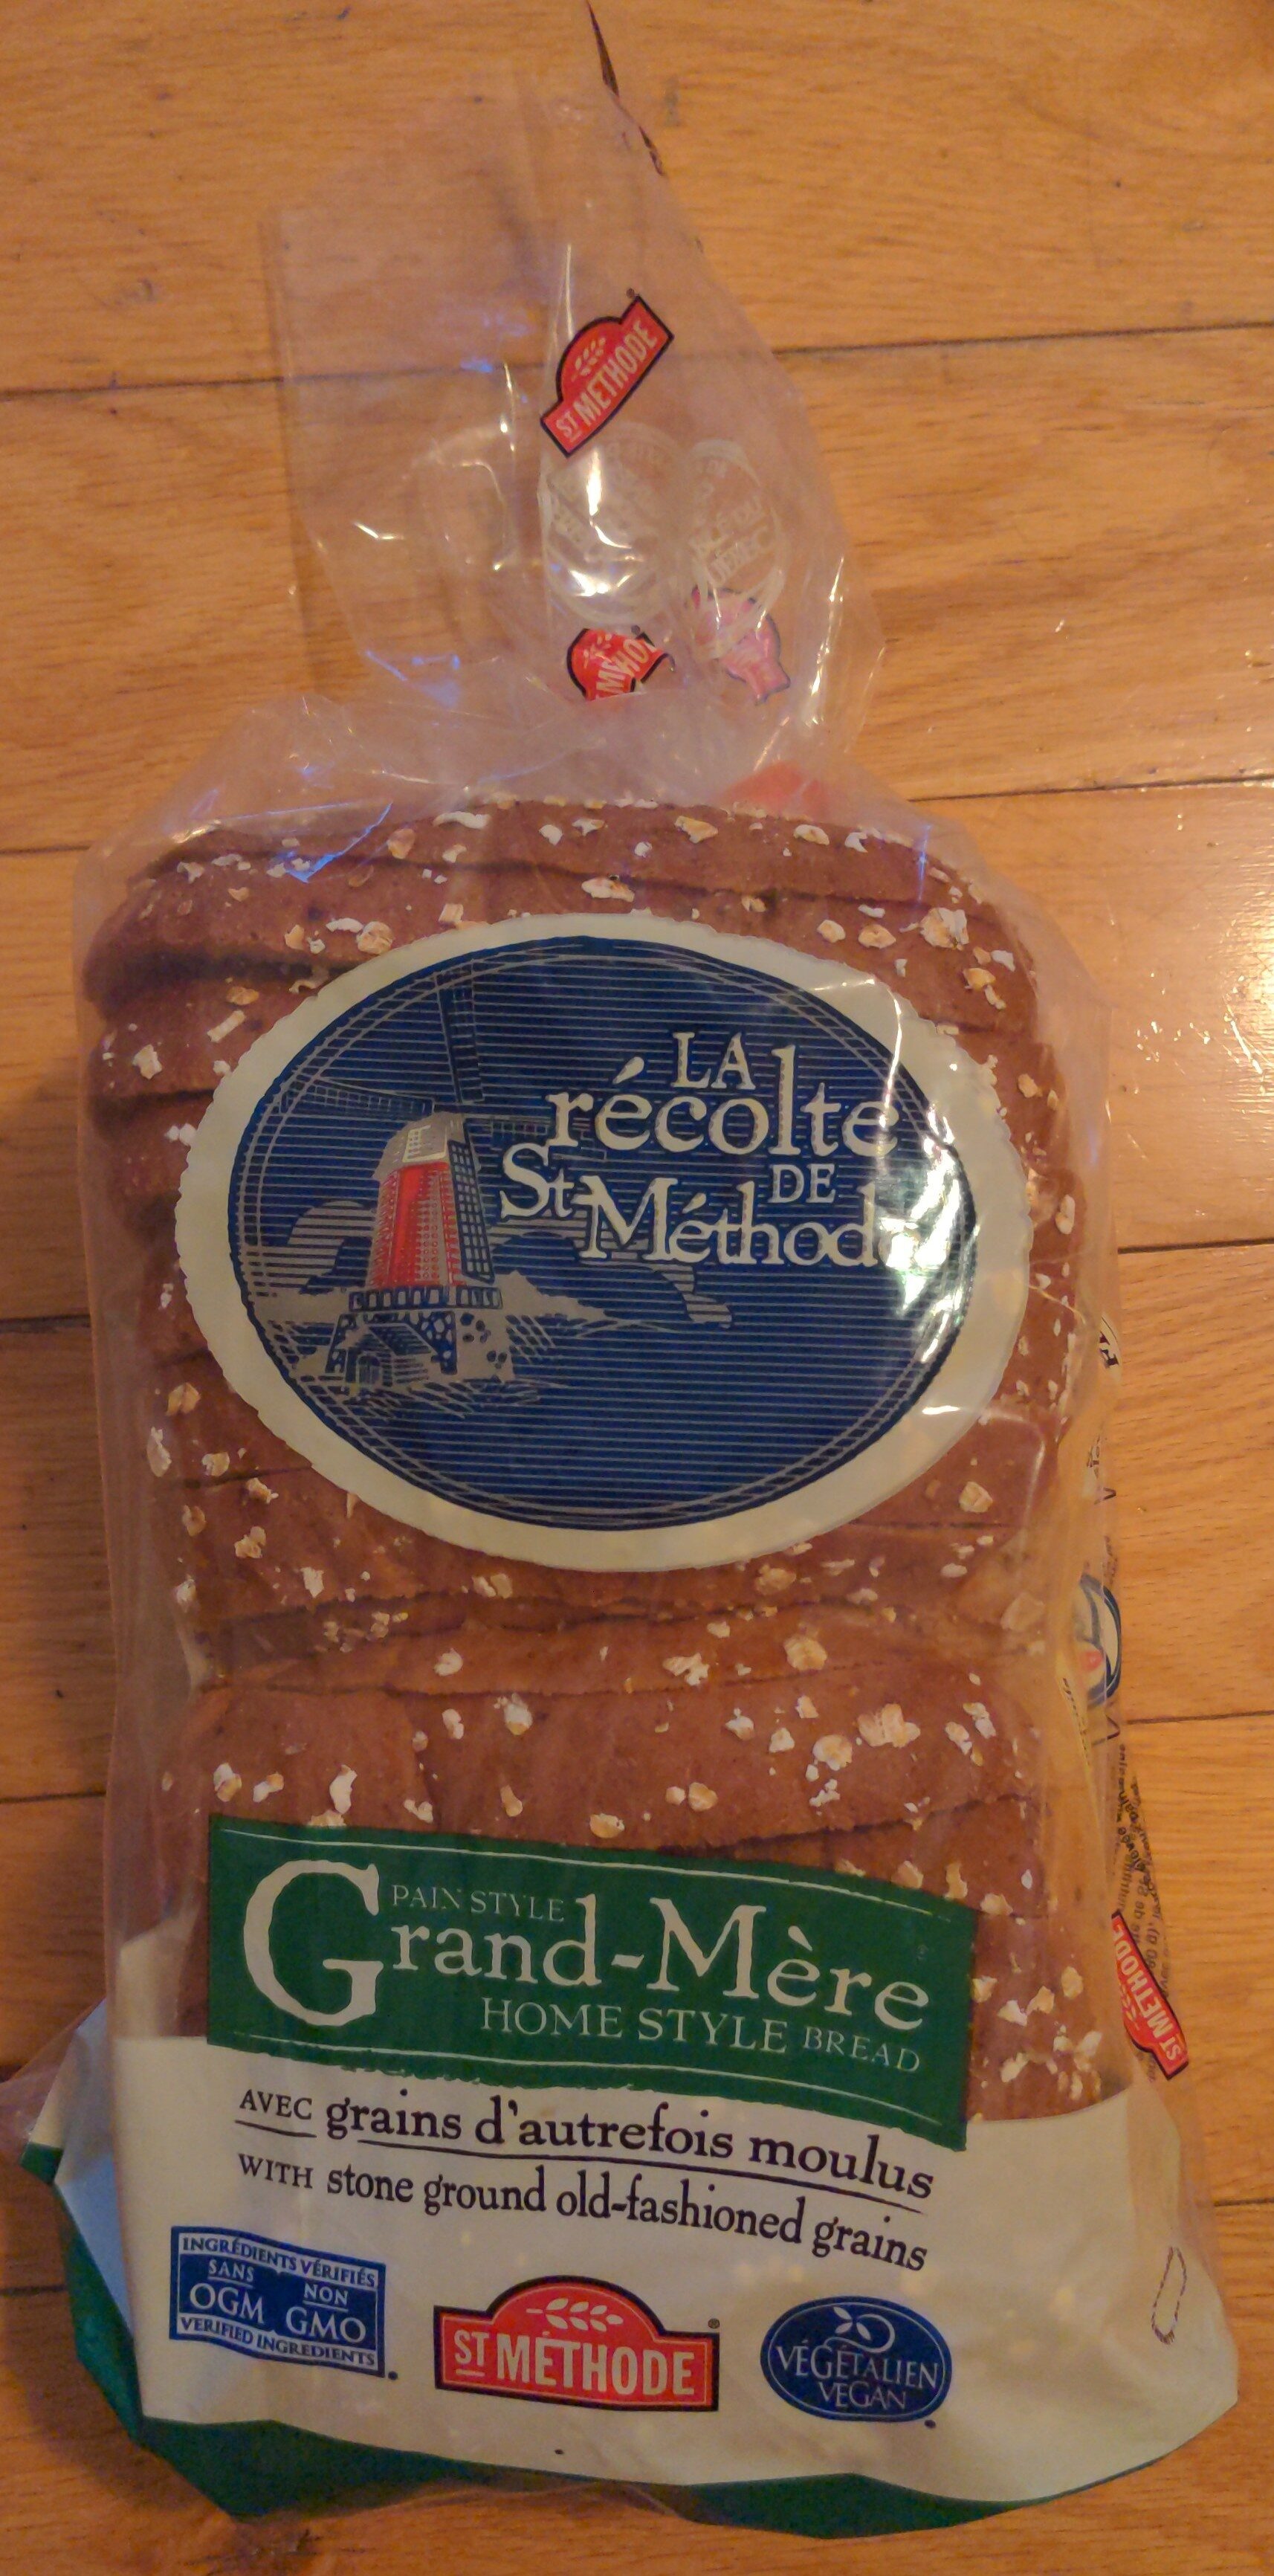 ST MÉTHODE
LA
récolte
DE
St-Méthode
PAIN STYLE
Grand-Mère
HOME STYLE BREAD
AVEC grains d'autrefois moulus
WITH stone ground old-fashioned grains
INGRÉDIENTS VÉRIFIÉS
SANS NON
OGM GMO
VERIFIED INGREDIENTS
ST MÉTHODE
VÉGÉTALIEN
VEGAN
ST MÉTHODE